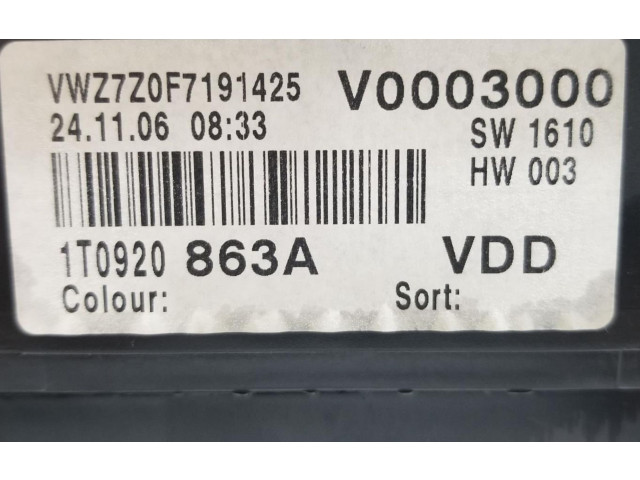 VWZ7Z0F7191425 V0003000
24.11.06 08:33 SW 1610
HW 003
1T0920 863A VDD
Colour: Sort: